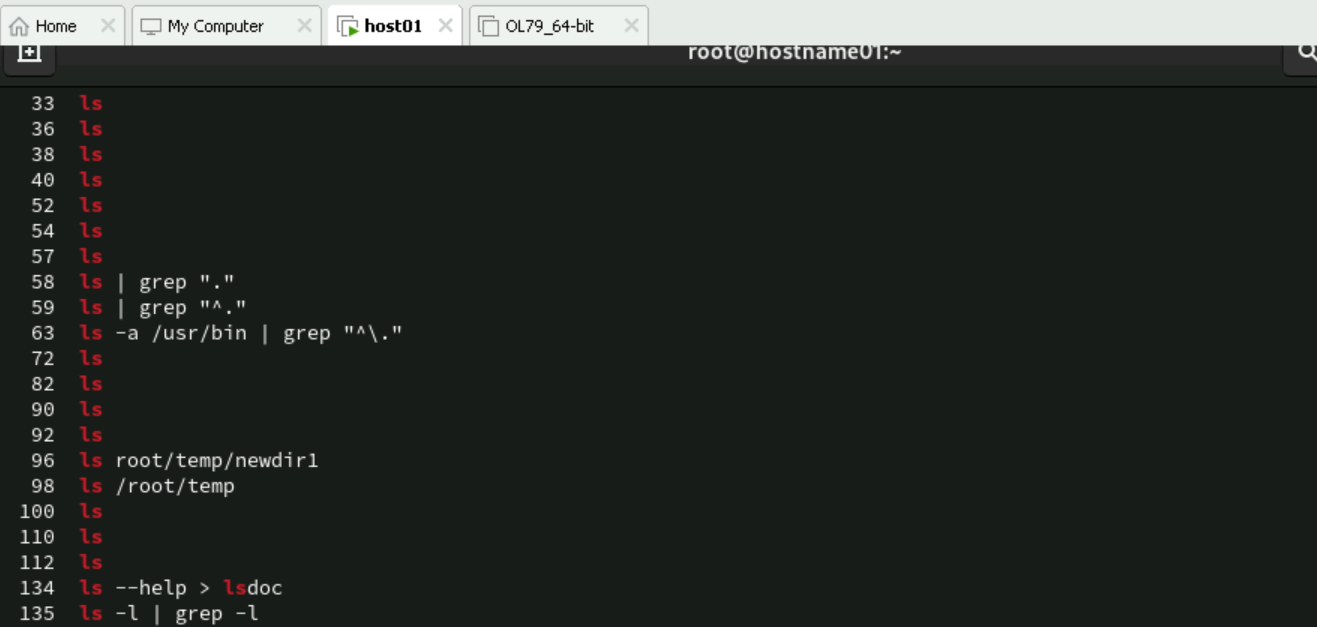 Home My Computer host01 OL79_64-bit
root@hostname01:~
33 ls
36 ls
38 ls
40 ls
52 ls
54 ls
57 ls
58 ls | grep "."
59 ls | grep "^."
63 ls -a /usr/bin | grep "^\."
72 ls
82 ls
90 ls
92 ls
96 ls root/temp/newdir1
98 ls /root/temp
100 ls
110 ls
112 ls
134 ls --help > lsdoc
135 ls -l | grep -l